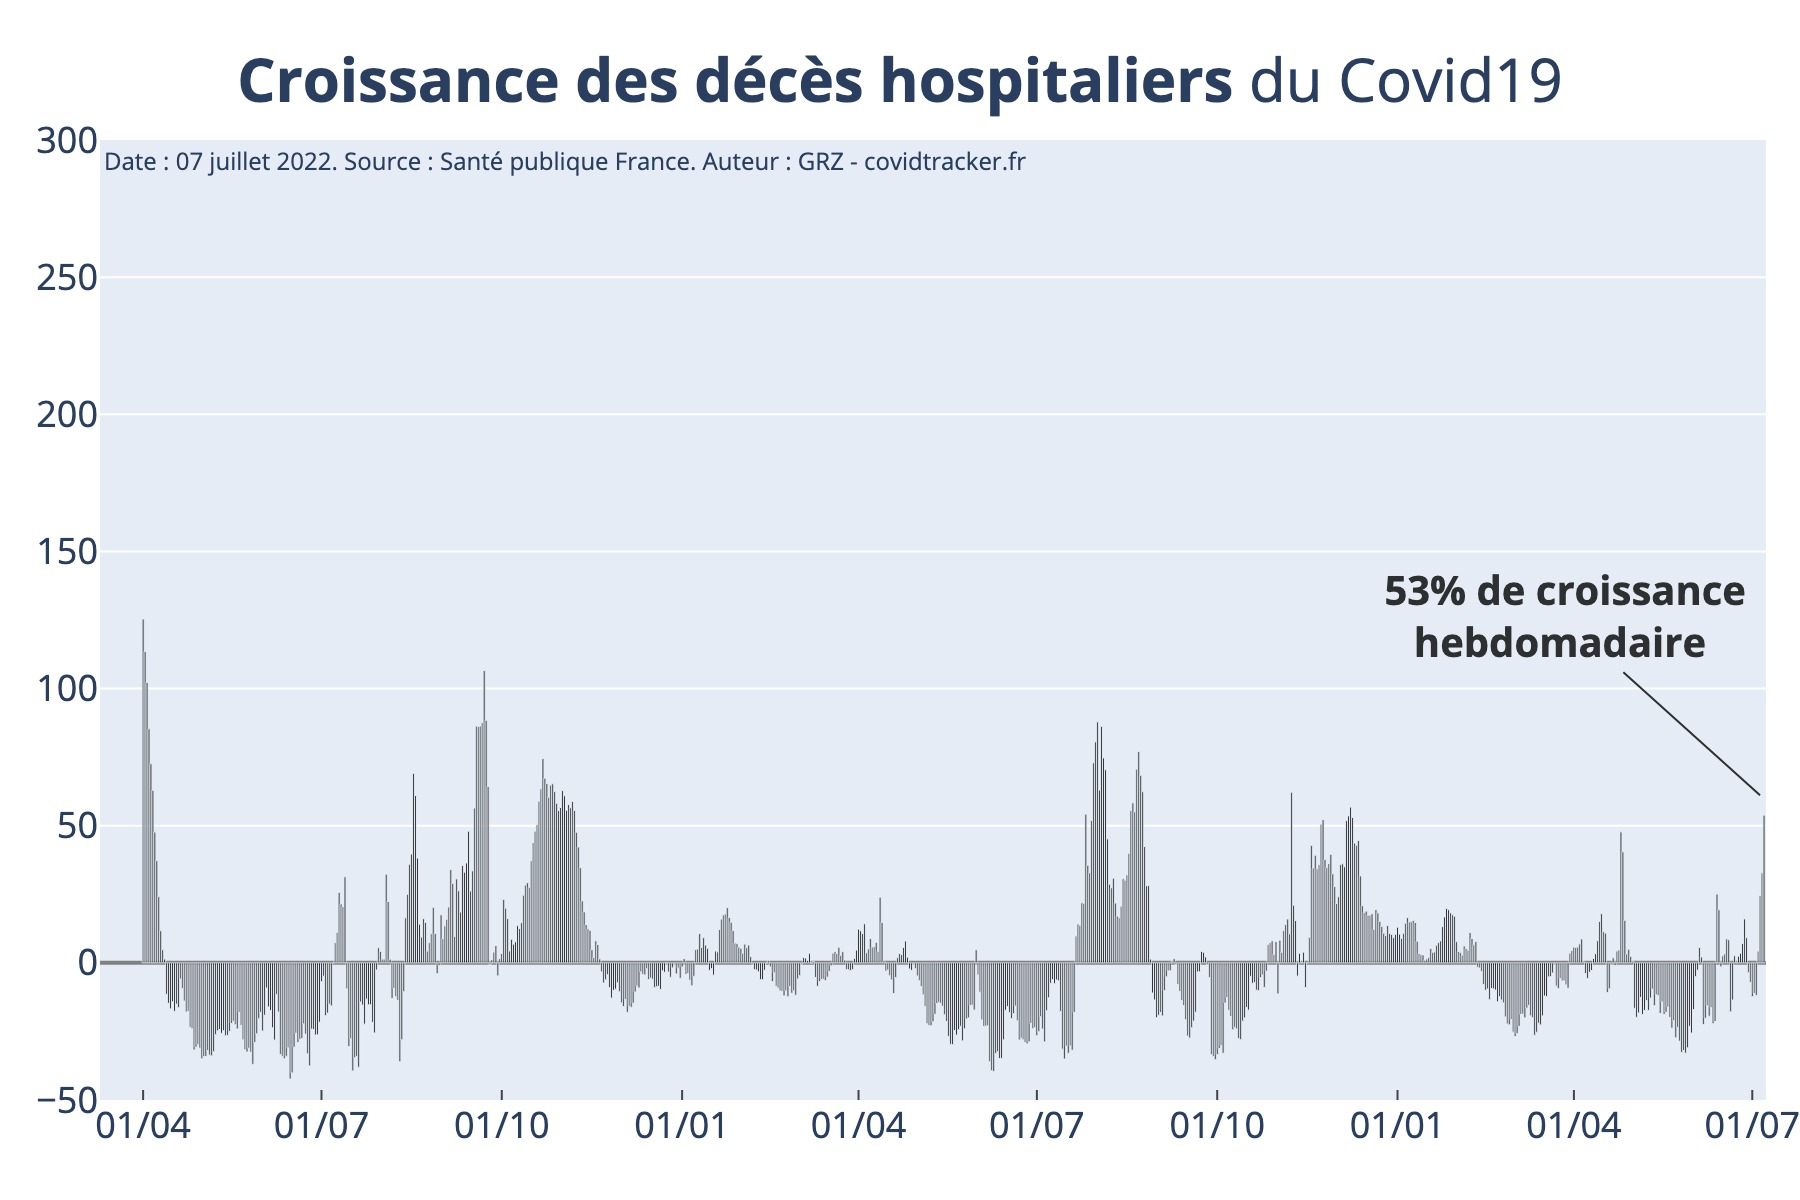 Croissance des décès hospitaliers du Covid19
300
Date : 07 juillet 2022. Source : Santé publique France. Auteur : GRZ - covidtracker.fr
250
200
150
53% de croissance
hebdomadaire
100
50
0
−50
01/04 01/07 01/10 01/01 01/04 01/07 01/10 01/01 01/04 01/07